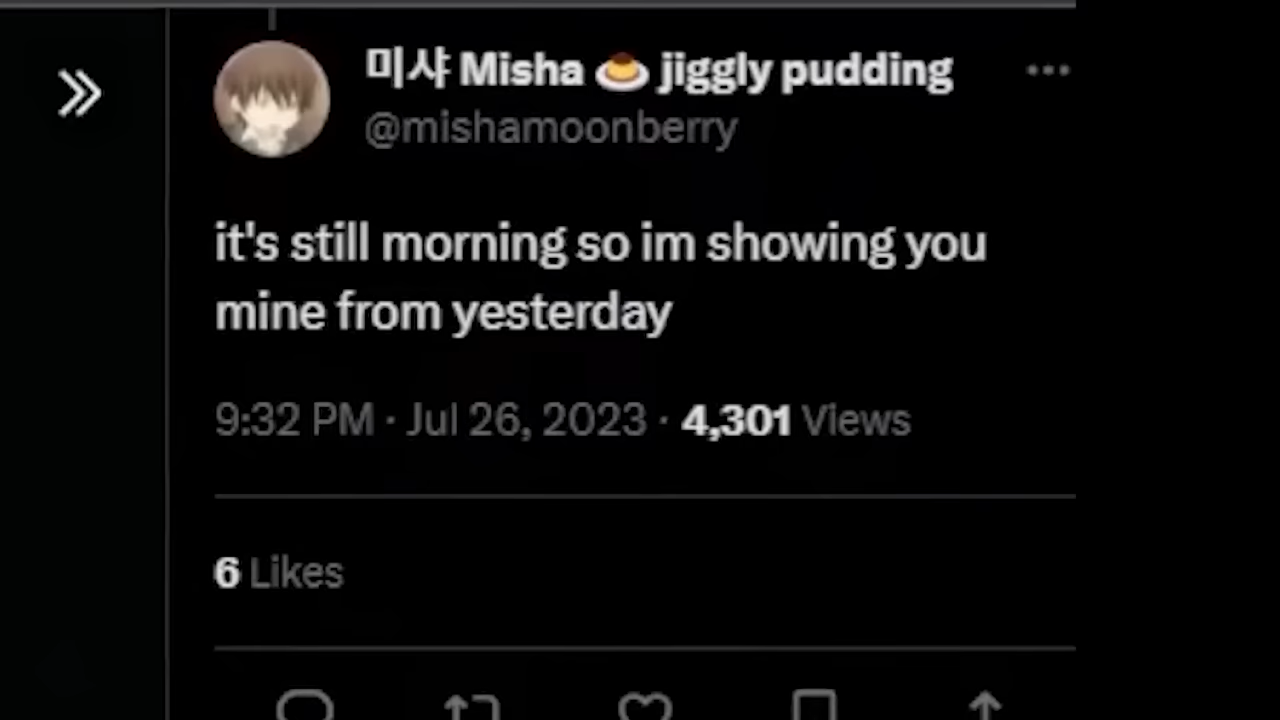 미샤 Misha 🍮 jiggly pudding
@mishamoonberry
it's still morning so im showing you
mine from yesterday
9:32 PM · Jul 26, 2023 · 4,301 Views
6 Likes